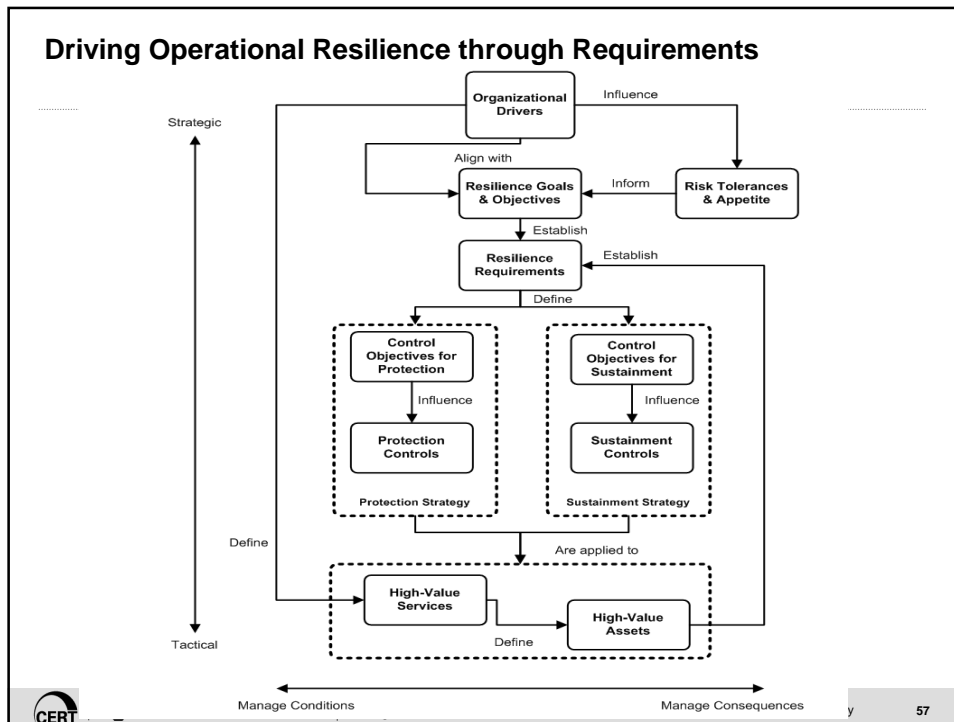 Driving Operational Resilience through Requirements
Organizational
Drivers
Influence
Strategic
Align with
Resilience Goals
& Objectives
Inform
Risk Tolerances
& Appetite
Establish
Resilience
Requirements
Establish
Define
Control
Objectives for
Protection
Control
Objectives for
Sustainment
Influence
Influence
Protection
Controls
Sustainment
Controls
Protection Strategy
Sustainment Strategy
Define
Are applied to
High-Value
Services
High-Value
Assets
Define
Tactical
Manage Conditions
Manage Consequences
CERT
y
57